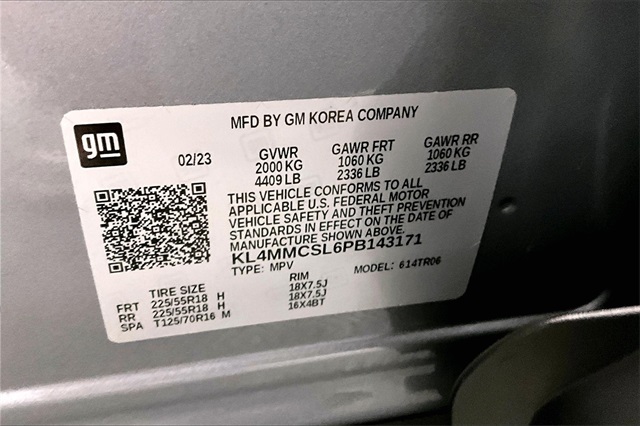 MFD BY GM KOREA COMPANY
gm
02/23
GVWR GAWR FRT GAWR RR
2000 KG 1060 KG 1060 KG
4409 LB 2336 LB 2336 LB
THIS VEHICLE CONFORMS TO ALL
APPLICABLE U.S. FEDERAL MOTOR
VEHICLE SAFETY AND THEFT PREVENTION
STANDARDS IN EFFECT ON THE DATE OF
MANUFACTURE SHOWN ABOVE.
KL4MMCSL6PB143171
TYPE: MPV MODEL: 614TR06
TIRE SIZE RIM
FRT 225/55R18 H 18X7.5J
RR 225/55R18 H 18X7.5J
SPA T125/70R16 M 16X4BT